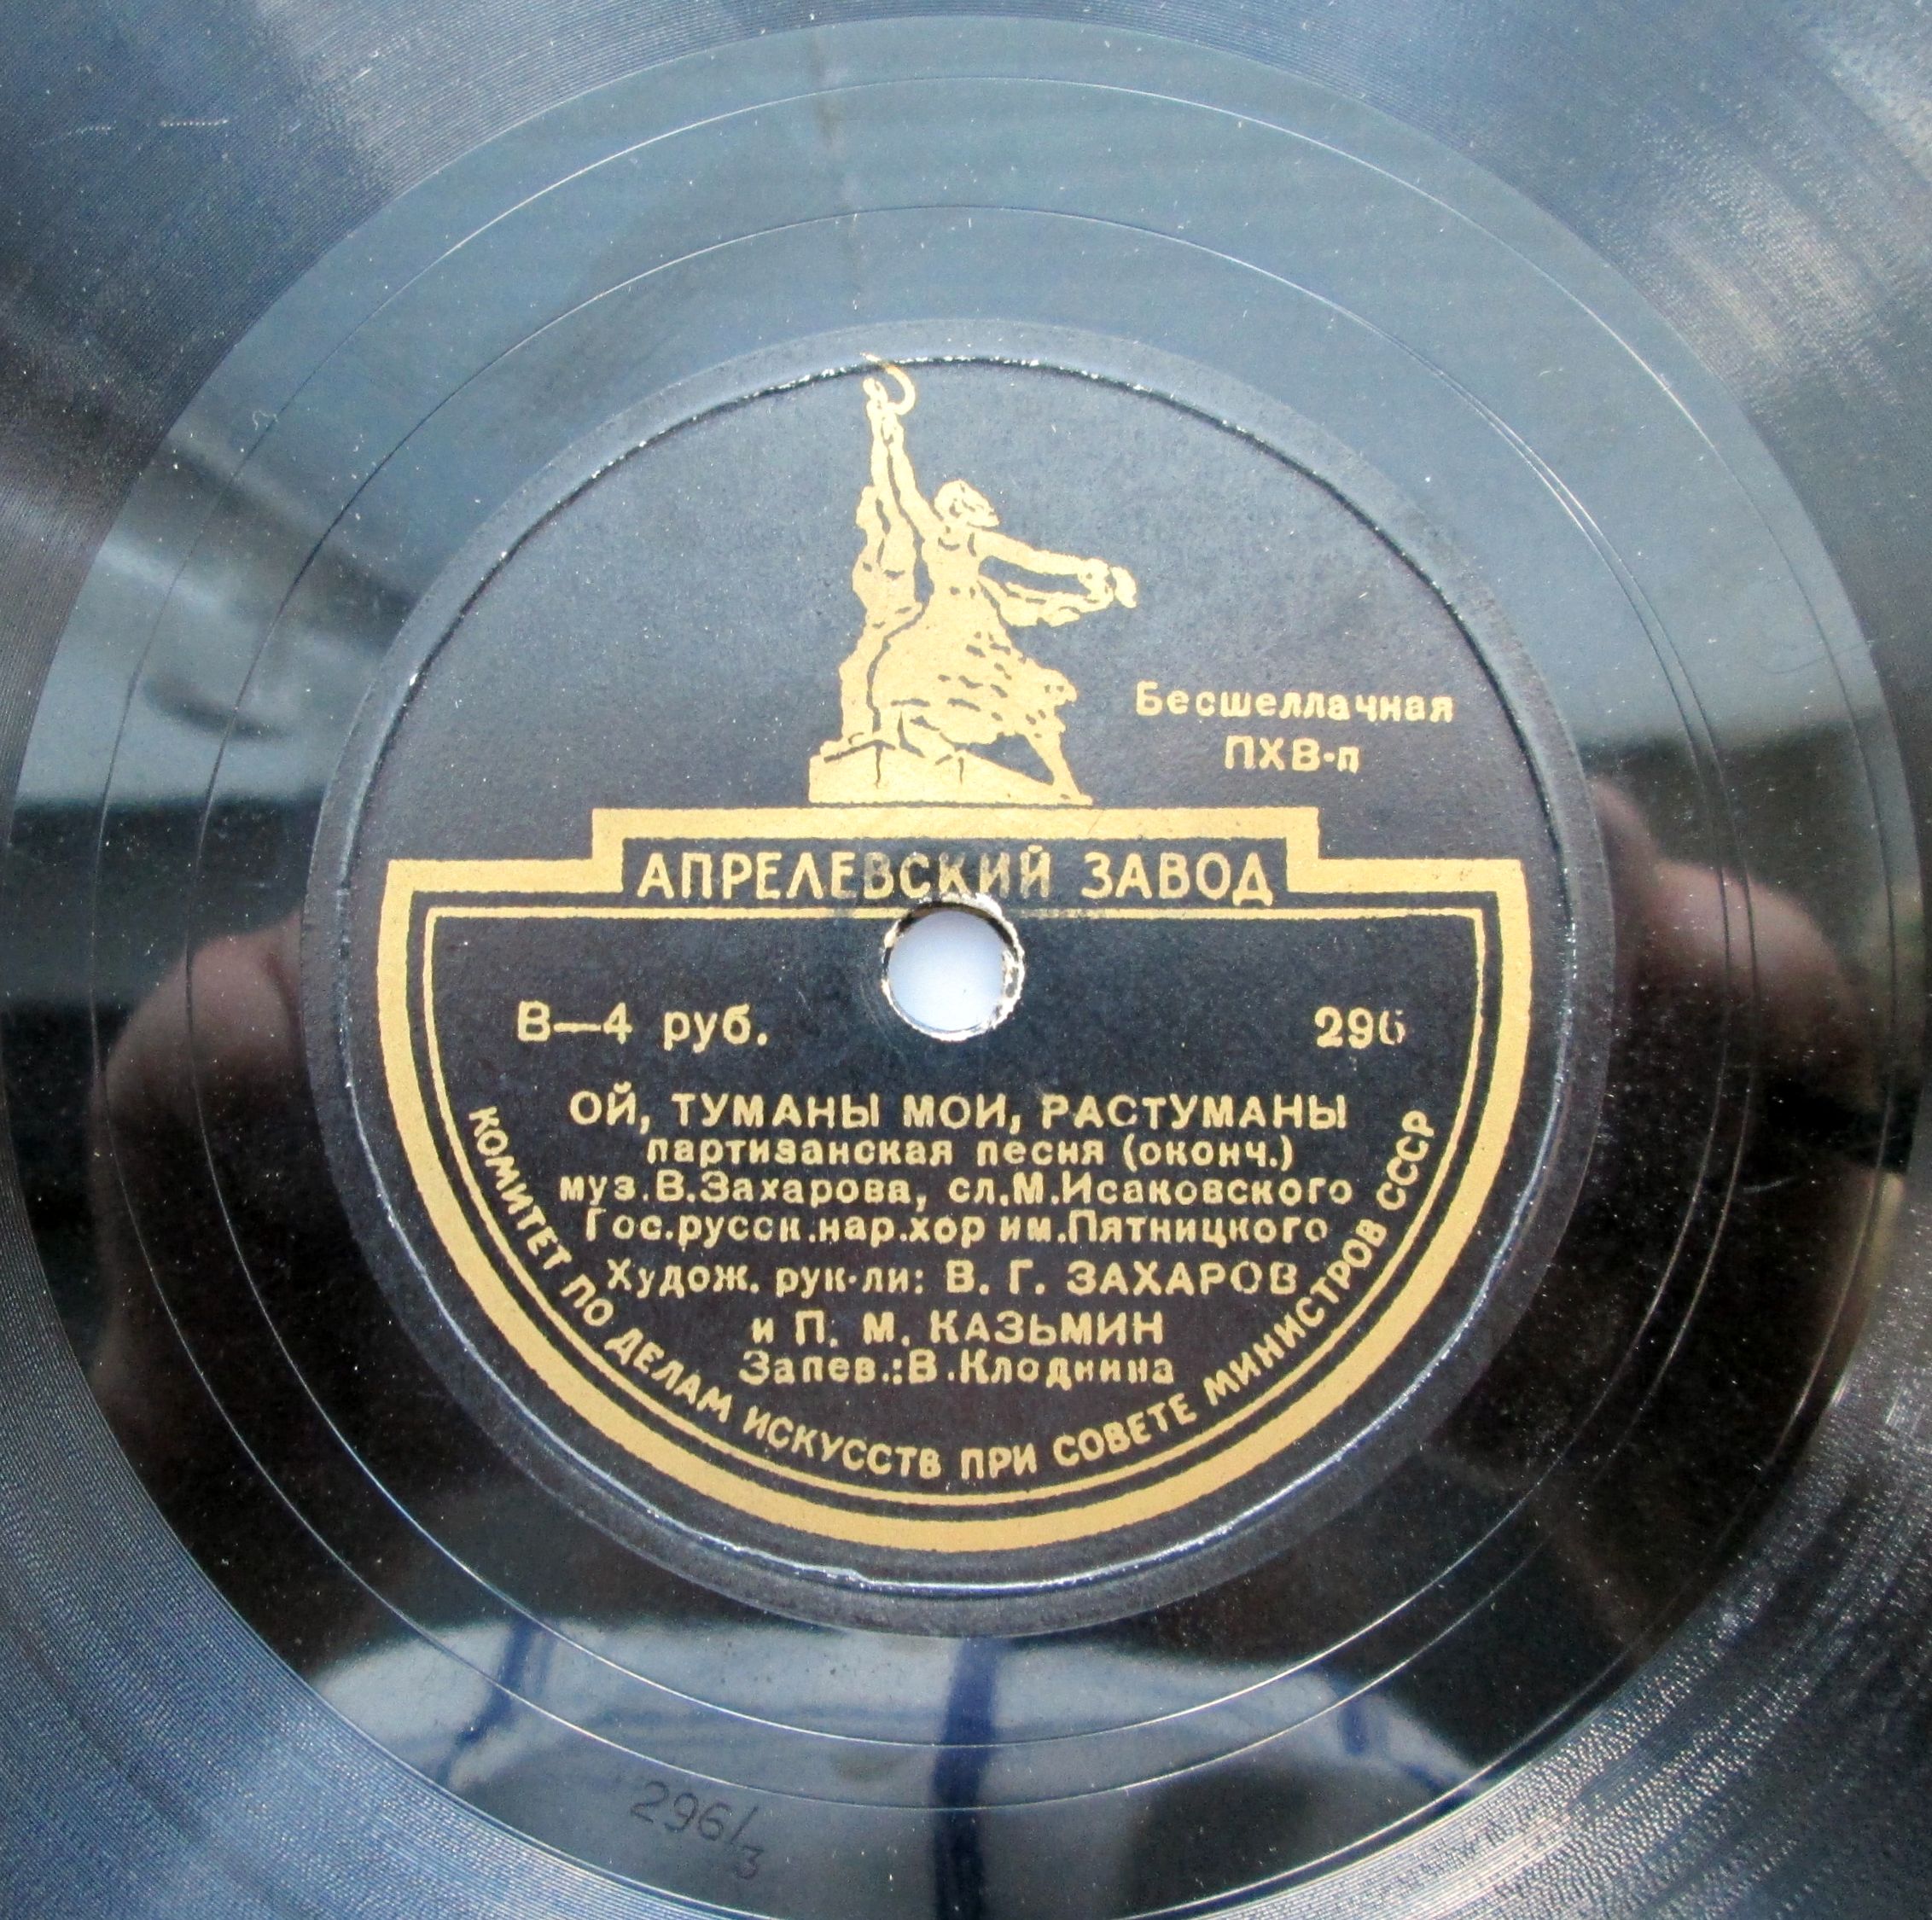 Бесшеллачная
ПХВ-п
АПРЕЛЕВСКИЙ ЗАВОД
В—4 руб.
296
ОЙ, ТУМАНЫ МОИ, РАСТУМАНЫ
партизанская песня (оконч.)
муз.В.Захарова, сл.М.Исаковского
Гос.русск.нар.хор им.Пятницкого
Худож. рук-ли: В. Г. ЗАХАРОВ
и П. М. КАЗЬМИН
Запев.:В.Клоднина
КОМИТЕТ ПО ДЕЛАМ ИСКУССТВ ПРИ СОВЕТЕ МИНИСТРОВ СССР
296/3